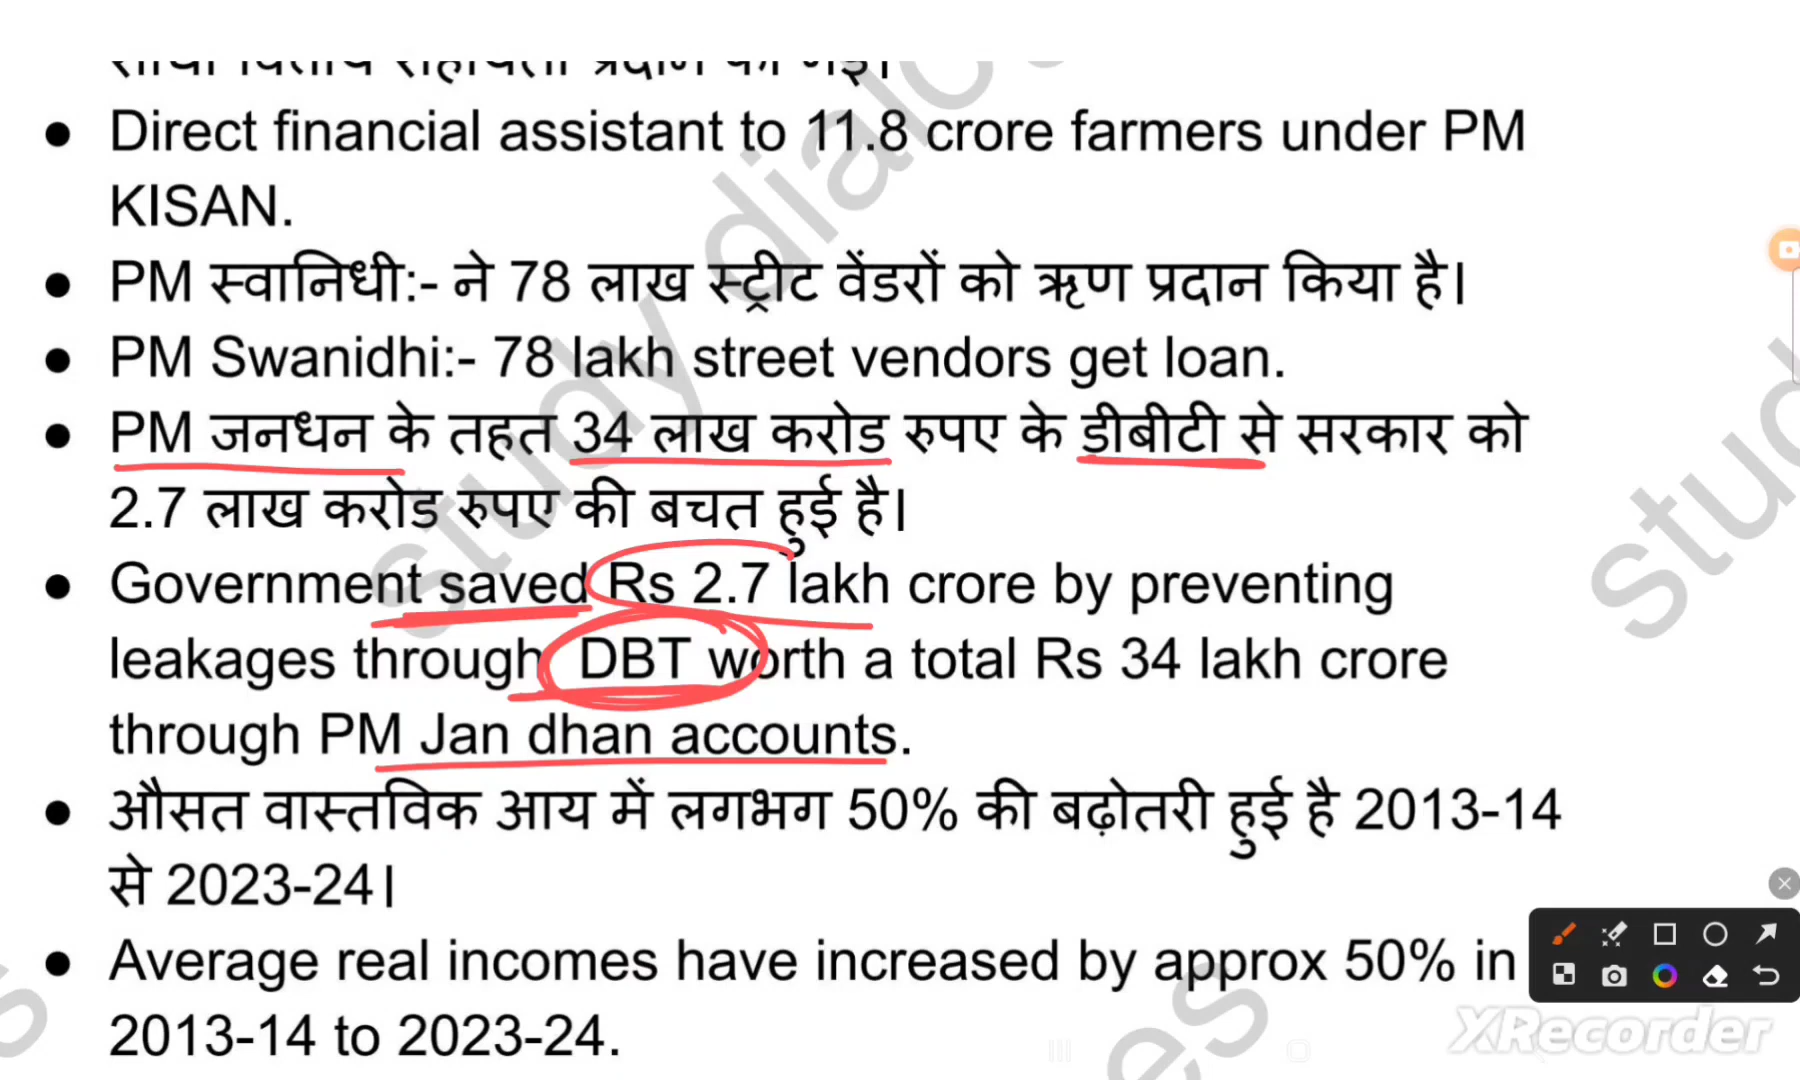 Direct financial assistant to 11.8 crore farmers under PM
KISAN.
PM स्वानिधी:- ने 78 लाख स्ट्रीट वेंडरों को ऋण प्रदान किया है।
PM Swanidhi:- 78 lakh street vendors get loan.
PM जनधन के तहत 34 लाख करोड रुपए के डीबीटी से सरकार को
2.7 लाख करोड रुपए की बचत हुई है।
Government saved Rs 2.7 lakh crore by preventing
leakages through DBT worth a total Rs 34 lakh crore
through PM Jan dhan accounts.
औसत वास्तविक आय में लगभग 50% की बढ़ोतरी हुई है 2013-14
से 2023-24।
Average real incomes have increased by approx 50% in
2013-14 to 2023-24.
XRecorder